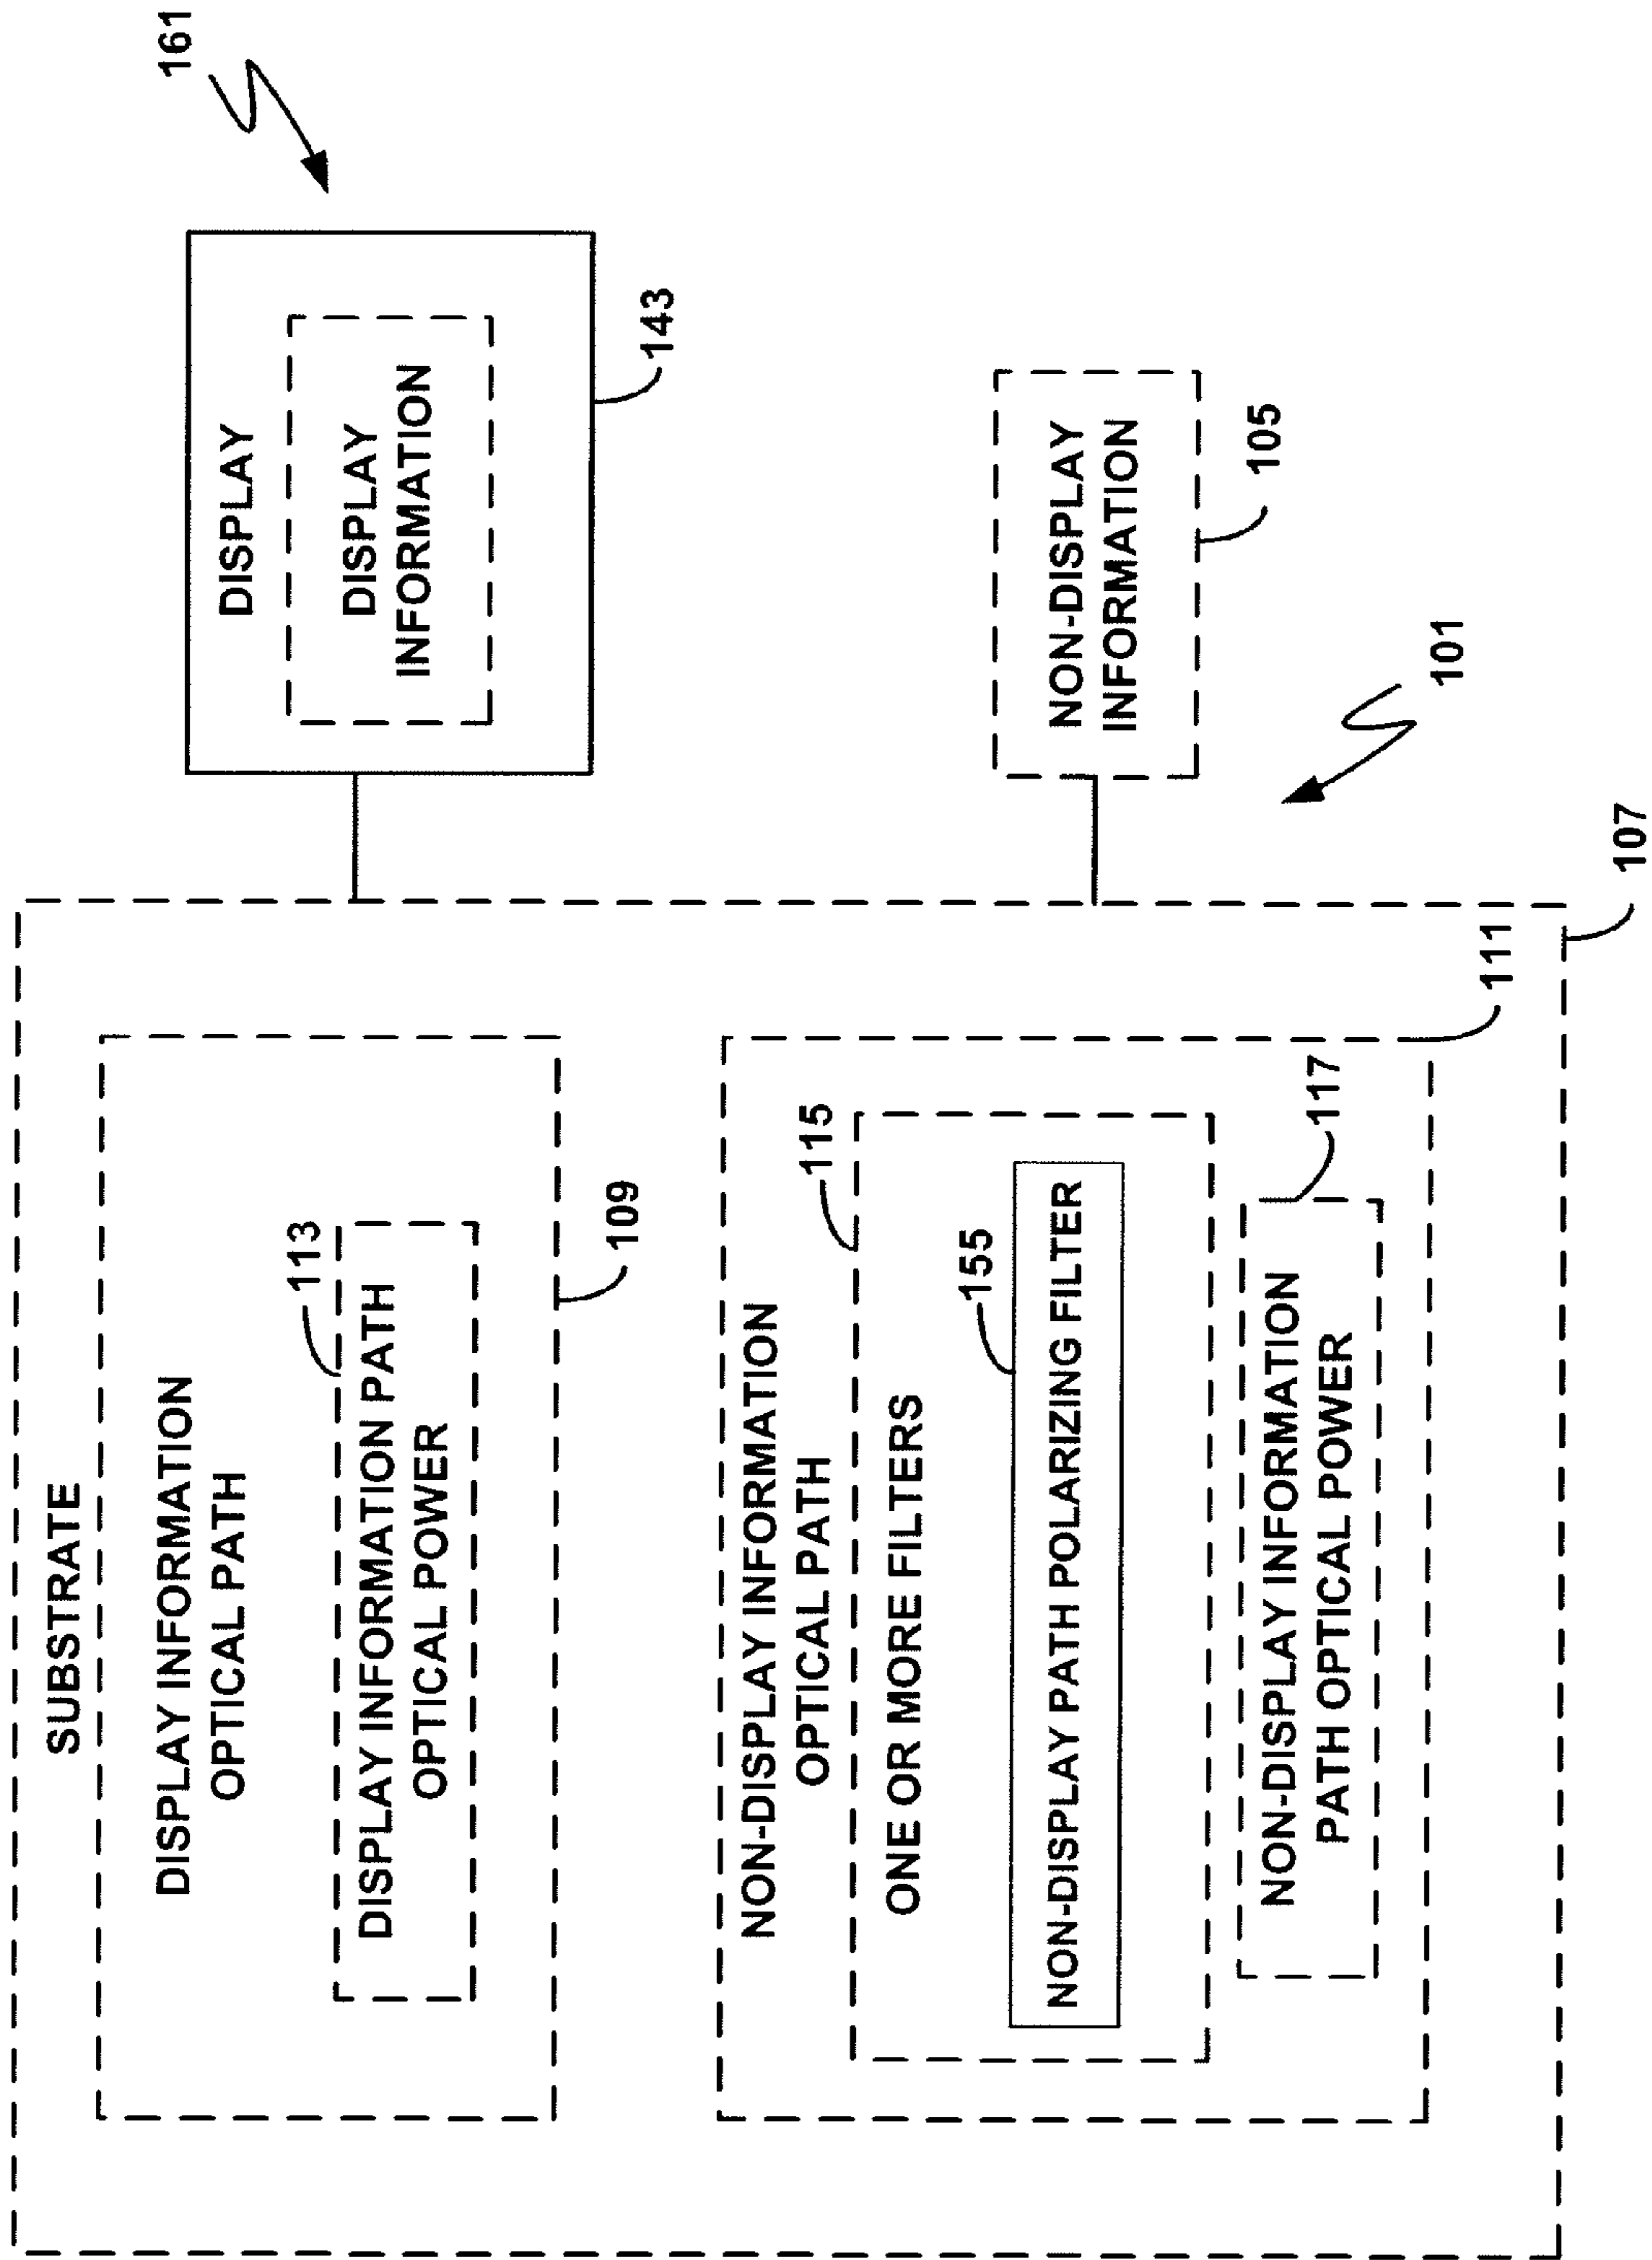 SUBSTRATE
DISPLAY INFORMATION
OPTICAL PATH
113
DISPLAY INFORMATION PATH
OPTICAL POWER
109
NON-DISPLAY INFORMATION
OPTICAL PATH
115
ONE OR MORE FILTERS
155
NON-DISPLAY PATH POLARIZING FILTER
117
NON-DISPLAY INFORMATION
PATH OPTICAL POWER
111
107
161
DISPLAY
DISPLAY
INFORMATION
143
NON-DISPLAY
INFORMATION
105
101